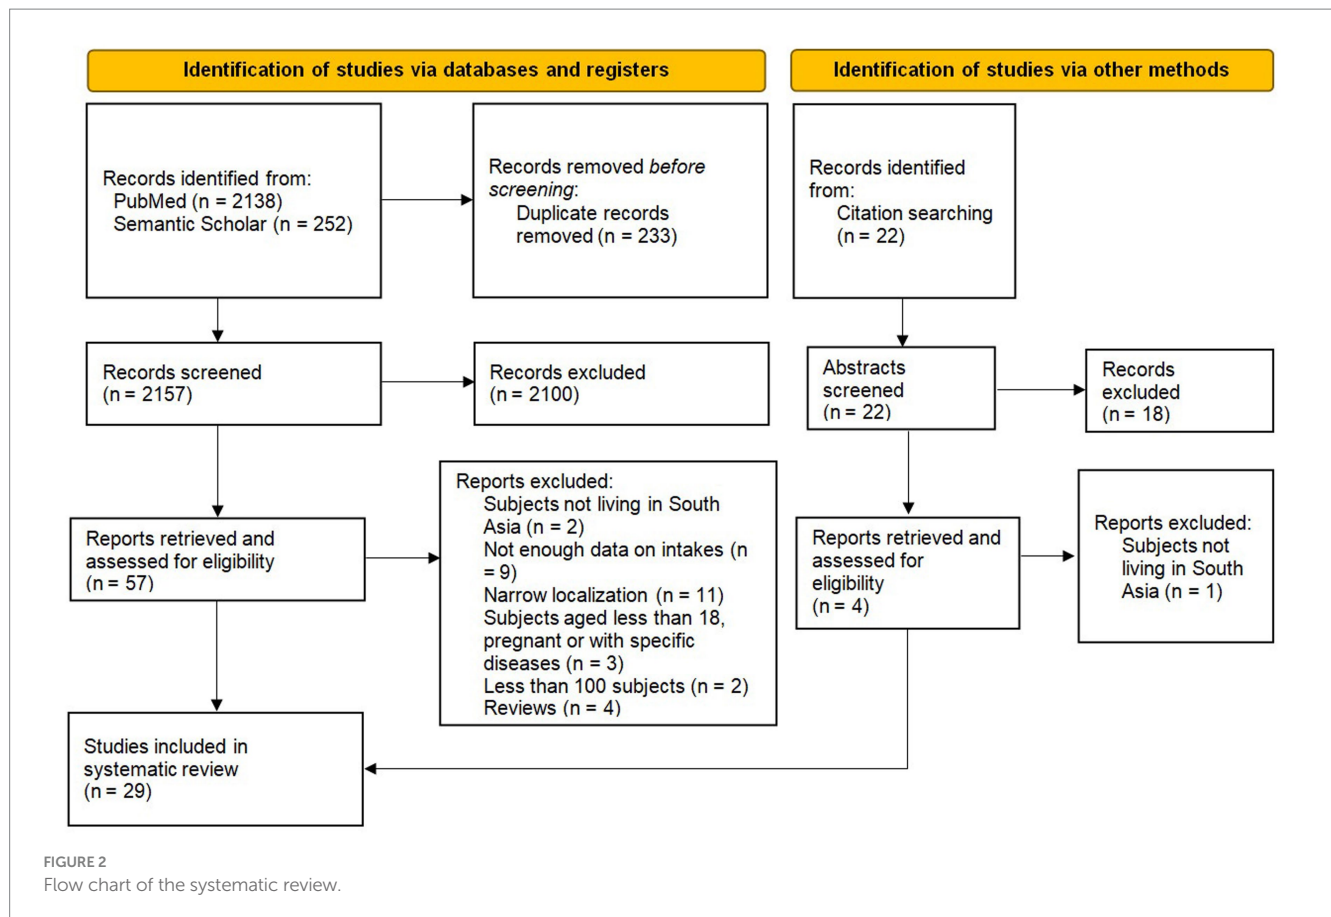 Identification of studies via databases and registers
Identification of studies via other methods
Records identified from:
PubMed (n = 2138)
Semantic Scholar (n = 252)
Records removed before
screening:
Duplicate records
removed (n = 233)
Records identified
from:
Citation searching
(n = 22)
Records screened
(n = 2157)
Records excluded
(n = 2100)
Abstracts
screened
(n = 22)
Records
excluded
(n = 18)
Reports retrieved and
assessed for eligibility
(n = 57)
Reports excluded:
Subjects not living in South
Asia (n = 2)
Not enough data on intakes (n
= 9)
Narrow localization (n = 11)
Subjects aged less than 18,
pregnant or with specific
diseases (n = 3)
Less than 100 subjects (n = 2)
Reviews (n = 4)
Reports retrieved and
assessed for
eligibility
(n = 4)
Reports excluded:
Subjects not
living in South
Asia (n = 1)
Studies included in
systematic review
(n = 29)
FIGURE 2
Flow chart of the systematic review.